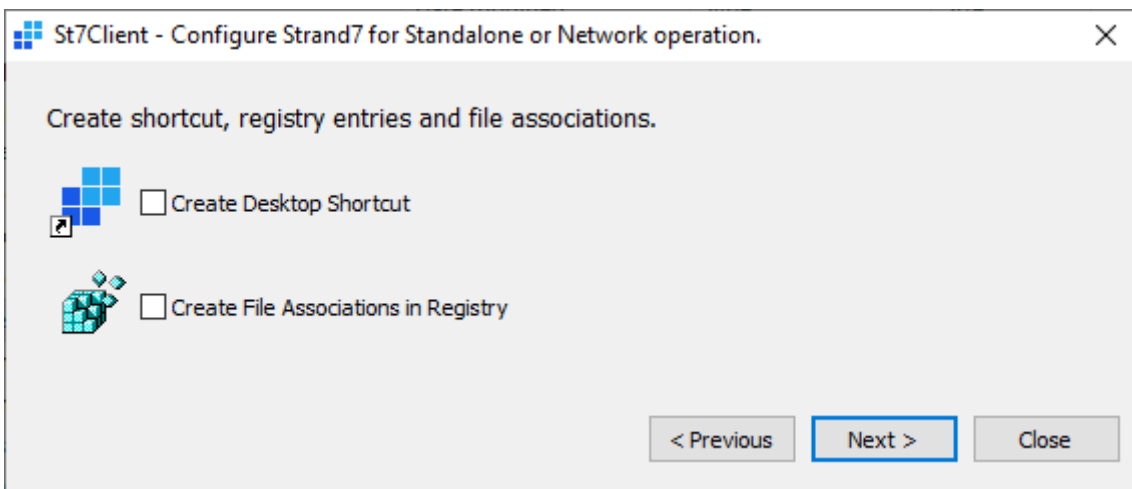 St7Client - Configure Strand7 for Standalone or Network operation.
Create shortcut, registry entries and file associations.
Create Desktop Shortcut
Create File Associations in Registry
< Previous
Next >
Close